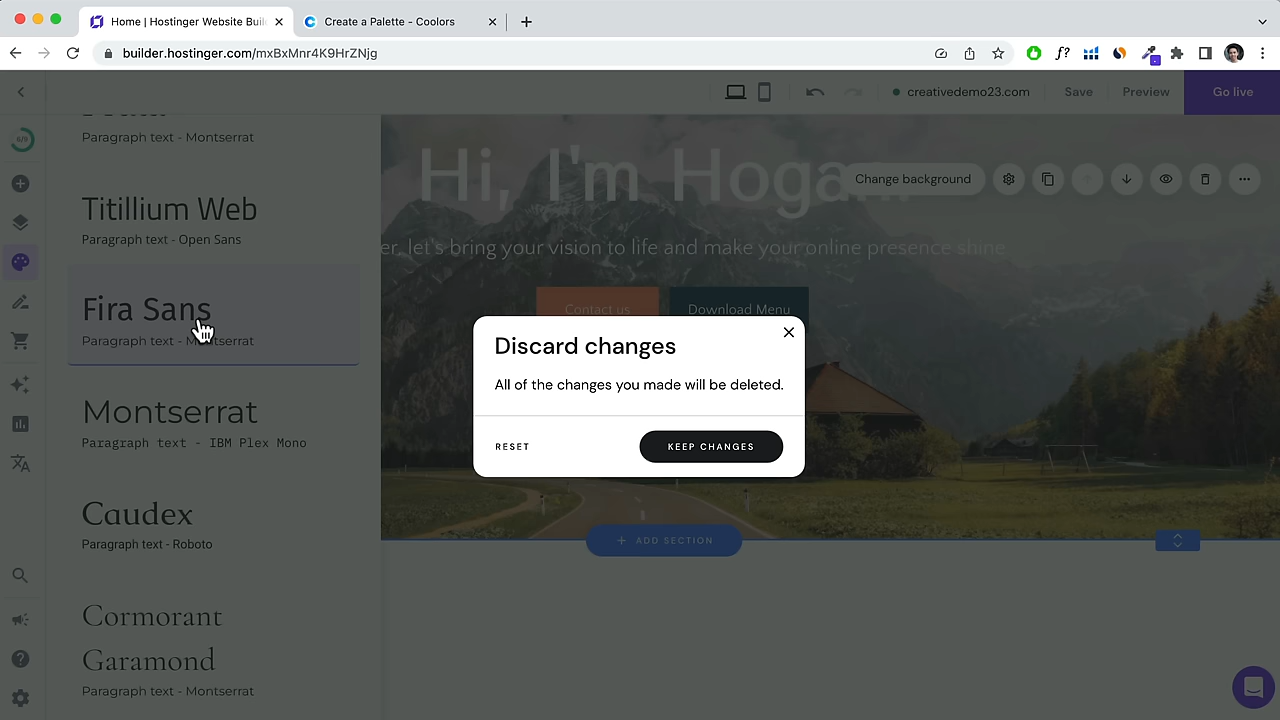 Home | Hostinger Website Buil
Create a Palette - Coolors
builder.hostinger.com/mxBxMnr4K9HrZNjg
f?
creativedemo23.com
Save
Preview
Go live
Paragraph text - Montserrat
Titillium Web
Paragraph text - Open Sans
Fira Sans
Paragraph text - Montserrat
Montserrat
Paragraph text - IBM Plex Mono
Caudex
Paragraph text - Roboto
Cormorant
Garamond
Paragraph text - Montserrat
Hi, I'm Hogan.
Change background
er, let's bring your vision to life and make your online presence shine
Contact us
Download Menu
Discard changes
All of the changes you made will be deleted.
RESET
KEEP CHANGES
ADD SECTION